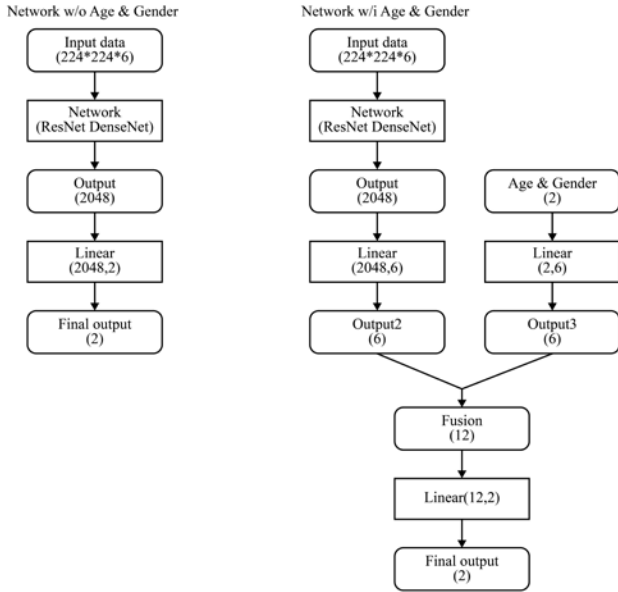 Network w/o Age & Gender
Input data
(224*224*6)
Network
(ResNet DenseNet)
Output
(2048)
Linear
(2048,2)
Final output
(2)
Network w/i Age & Gender
Input data
(224*224*6)
Network
(ResNet DenseNet)
Output
(2048)
Linear
(2048,6)
Output2
(6)
Age & Gender
(2)
Linear
(2,6)
Output3
(6)
Fusion
(12)
Linear(12,2)
Final output
(2)